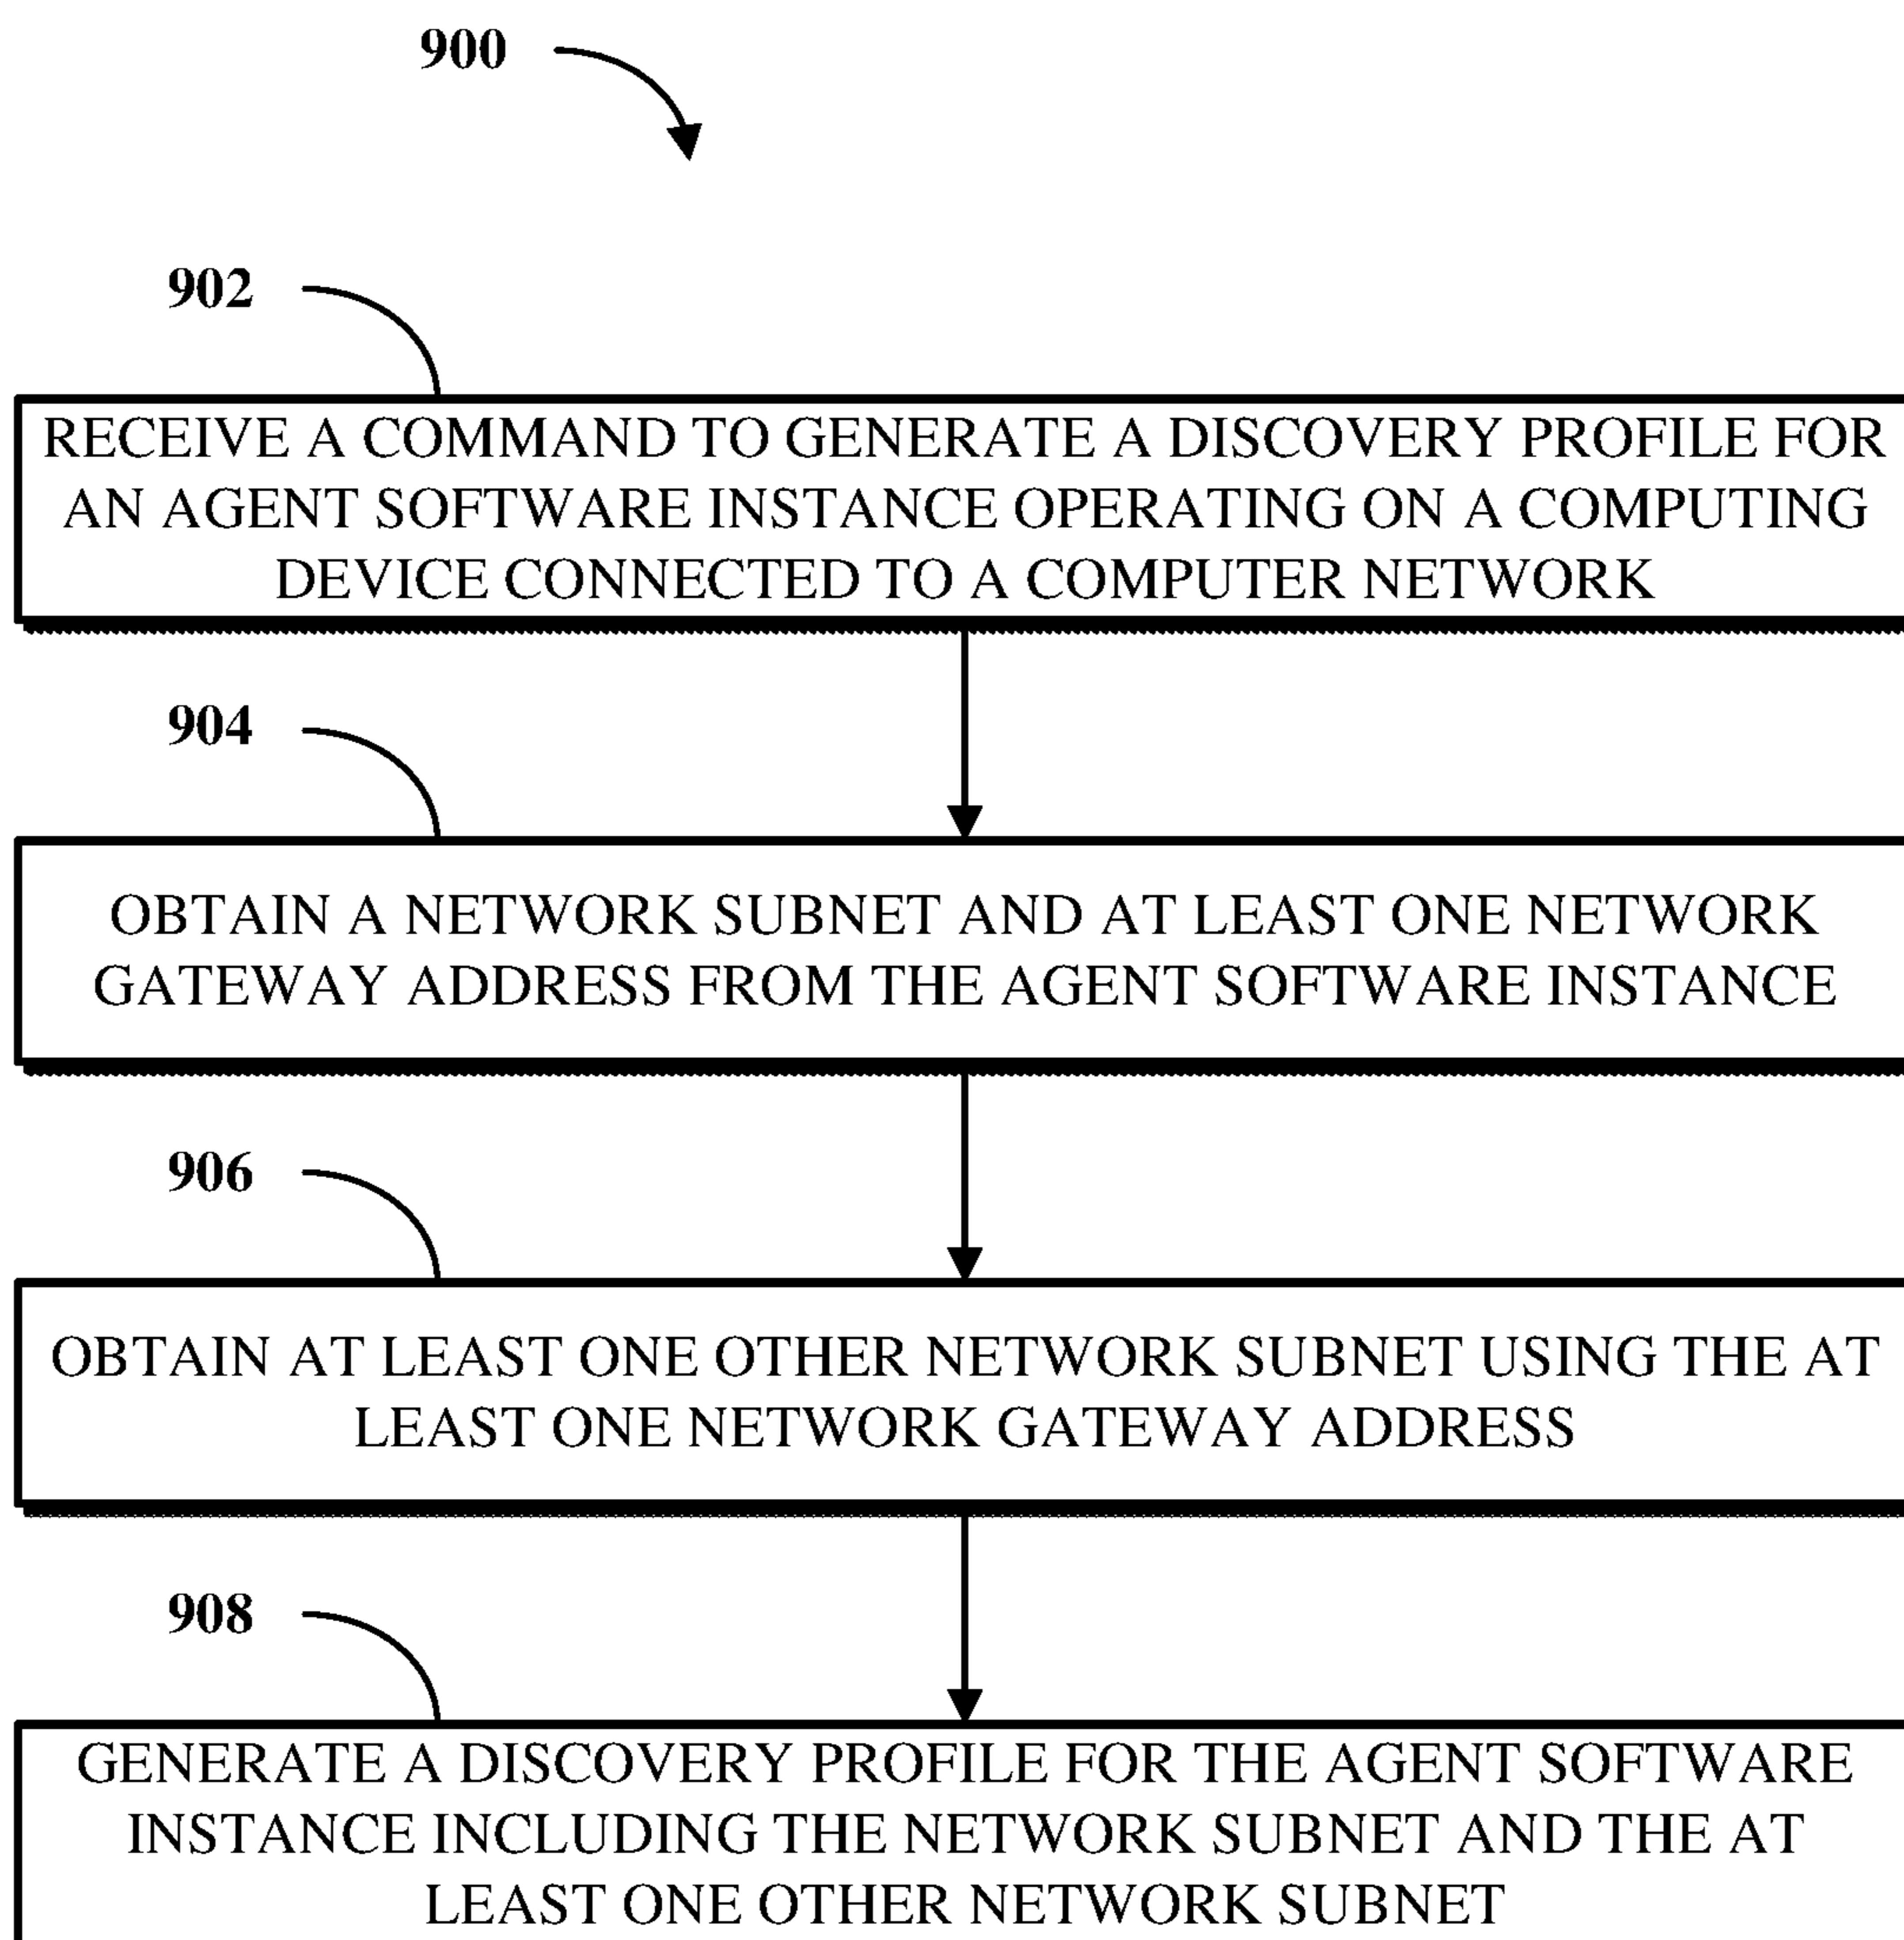 900
902
RECEIVE A COMMAND TO GENERATE A DISCOVERY PROFILE FOR
AN AGENT SOFTWARE INSTANCE OPERATING ON A COMPUTING
DEVICE CONNECTED TO A COMPUTER NETWORK
904
OBTAIN A NETWORK SUBNET AND AT LEAST ONE NETWORK
GATEWAY ADDRESS FROM THE AGENT SOFTWARE INSTANCE
906
OBTAIN AT LEAST ONE OTHER NETWORK SUBNET USING THE AT
LEAST ONE NETWORK GATEWAY ADDRESS
908
GENERATE A DISCOVERY PROFILE FOR THE AGENT SOFTWARE
INSTANCE INCLUDING THE NETWORK SUBNET AND THE AT
LEAST ONE OTHER NETWORK SUBNET